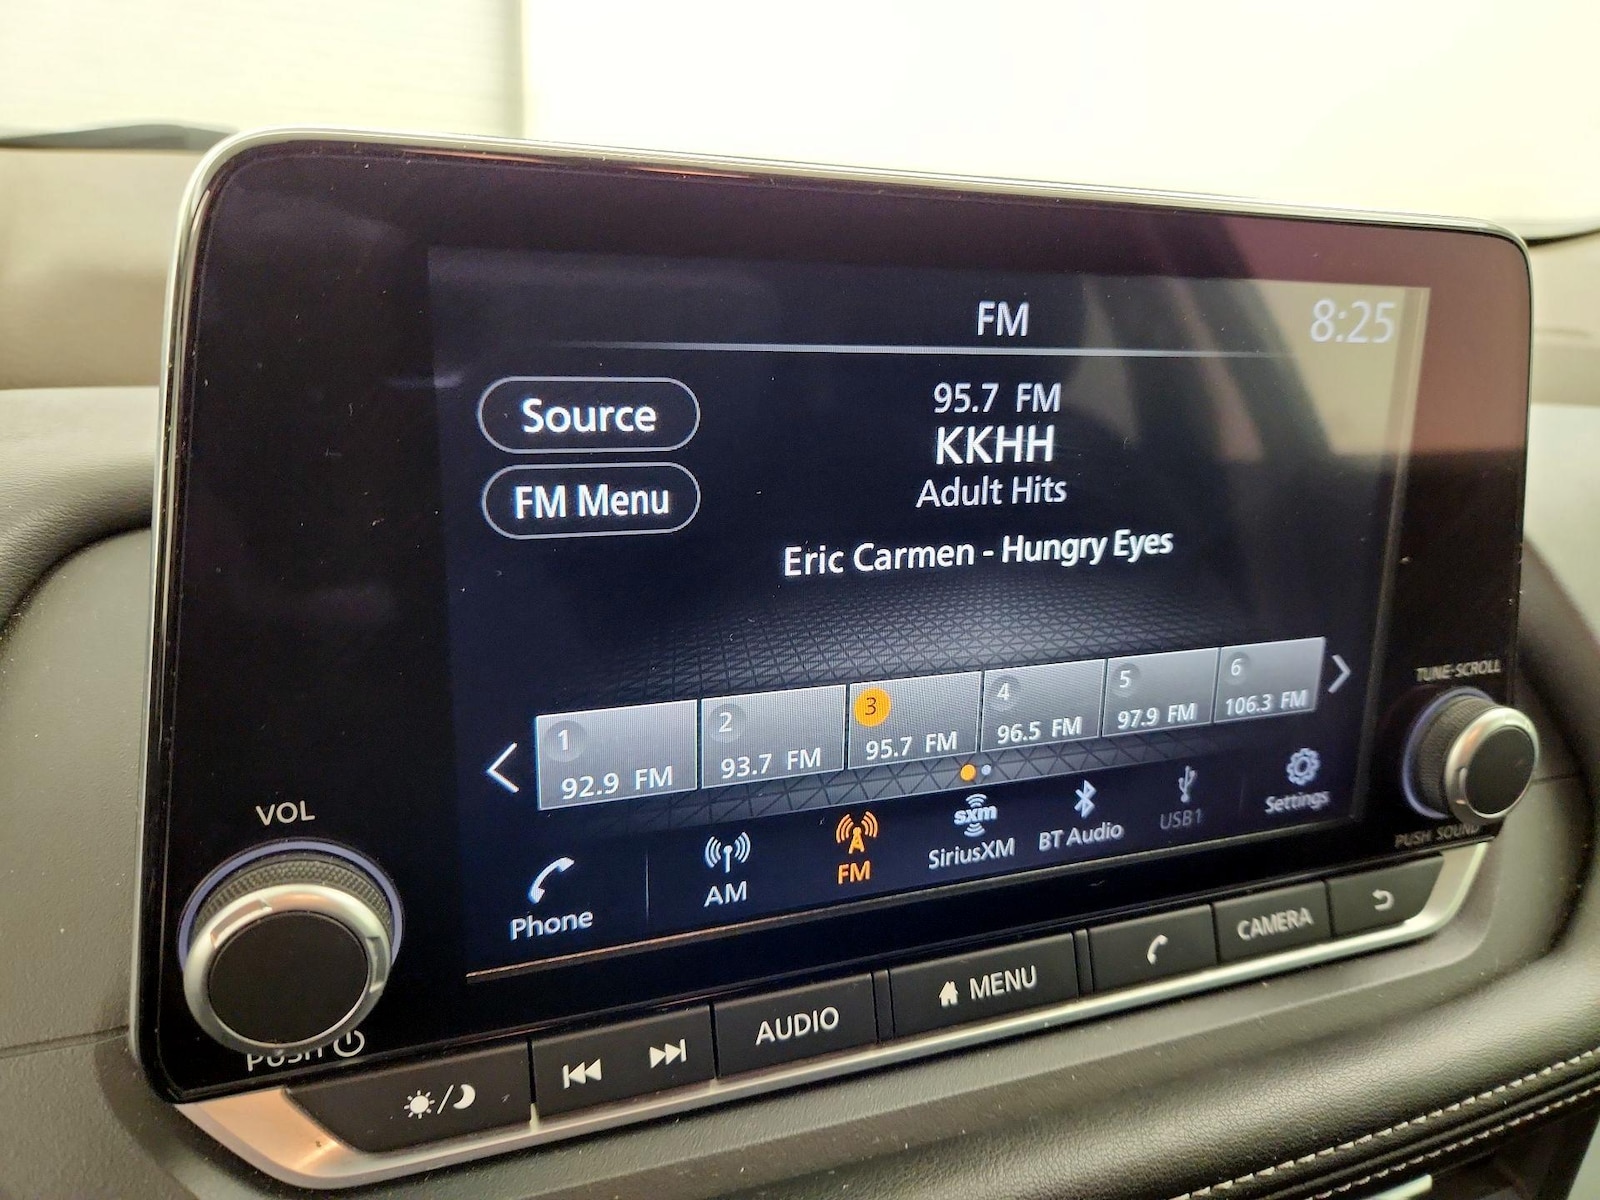 FM
8:25
Source
FM Menu
95.7 FM
KKHH
Adult Hits
Eric Carmen - Hungry Eyes
1
92.9 FM
2
93.7 FM
3
95.7 FM
4
96.5 FM
5
97.9 FM
6
106.3 FM
Phone
AM
FM
sxm
SiriusXM
BT Audio
USB1
Settings
VOL
PUSH
TUNE-SCROLL
PUSH SOUND
AUDIO
MENU
CAMERA